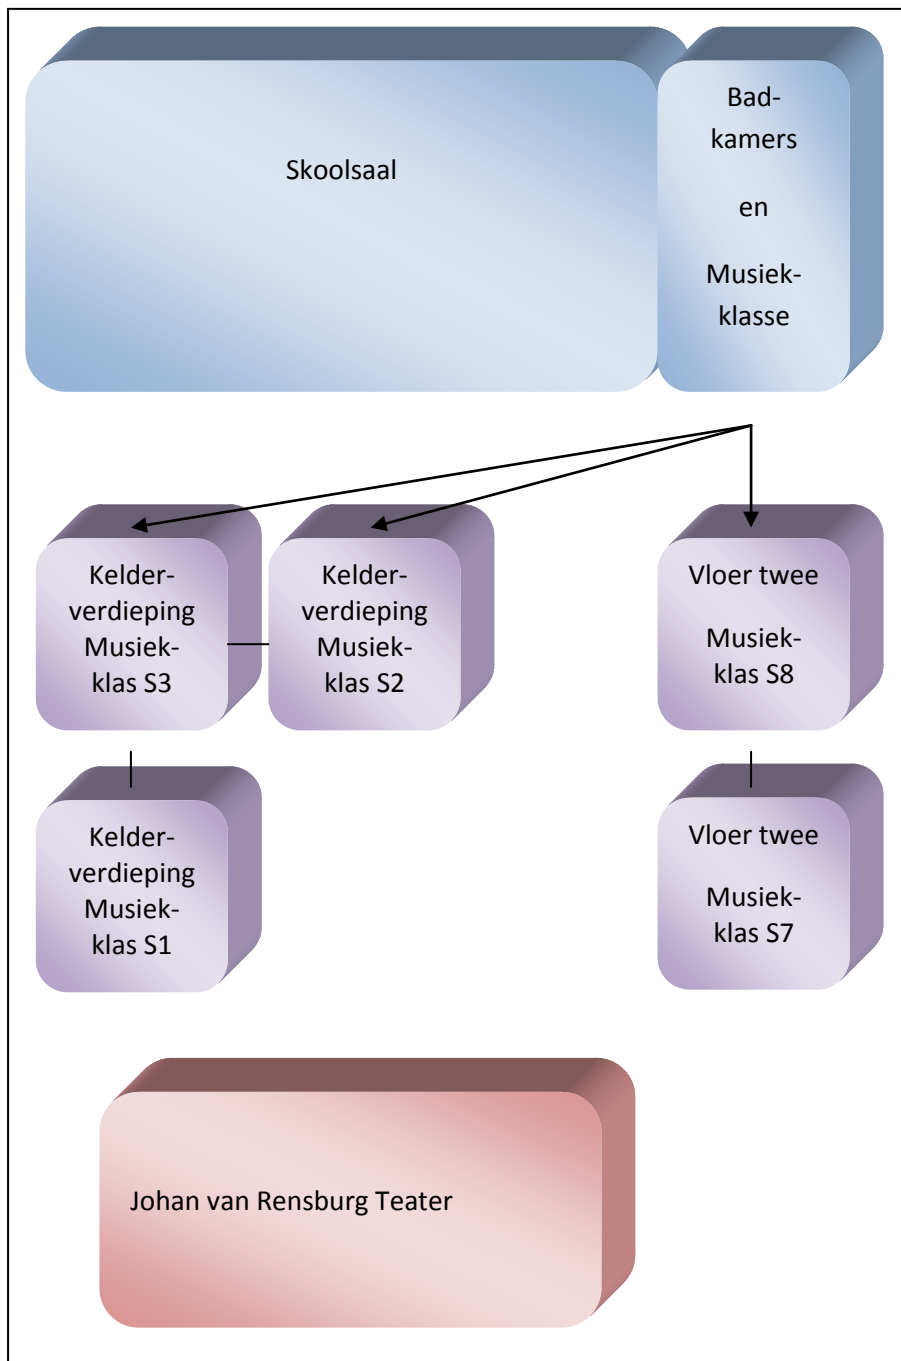 Skoolsaal
Bad-
kamers
en
Musiek-
klasse
Kelder-
verdieping
Musiek-
klas S3
Kelder-
verdieping
Musiek-
klas S2
Vloer twee
Musiek-
klas S8
Kelder-
verdieping
Musiek-
klas S1
Vloer twee
Musiek-
klas S7
Johan van Rensburg Teater